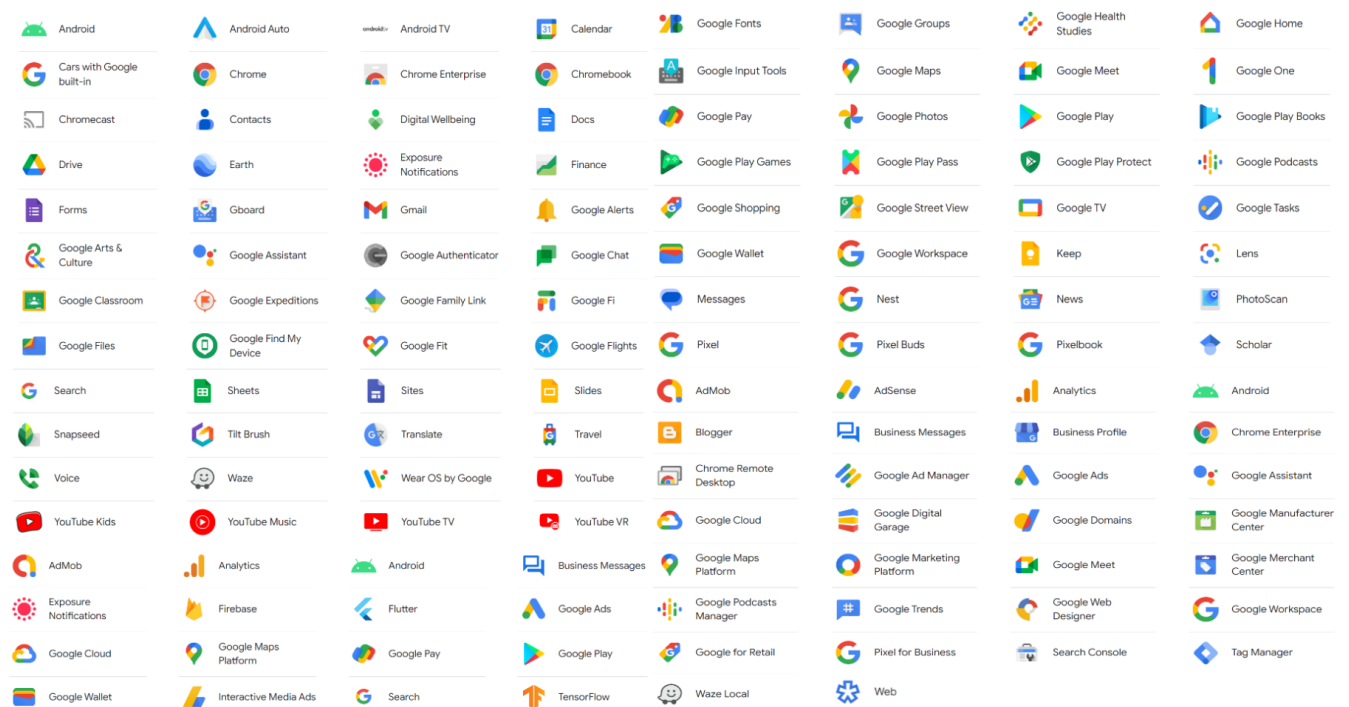 Android
Android Auto
androidtv
Android TV
31
Calendar
Google Fonts
Google Groups
Google Health
Studies
Google Home
Cars with Google
built-in
Chrome
Chrome Enterprise
Chromebook
Google Input Tools
Google Maps
Google Meet
Google One
Chromecast
Contacts
Digital Wellbeing
Docs
Google Pay
Google Photos
Google Play
Google Play Books
Drive
Earth
Exposure
Notifications
Finance
Google Play Games
Google Play Pass
Google Play Protect
Google Podcasts
Forms
Gboard
Gmail
Google Alerts
Google Shopping
Google Street View
Google TV
Google Tasks
Google Arts &
Culture
Google Assistant
Google Authenticator
Google Chat
Google Wallet
Google Workspace
Keep
Lens
Google Classroom
Google Expeditions
Google Family Link
Google Fi
Messages
Nest
News
PhotoScan
Google Files
Google Find My
Device
Google Fit
Google Flights
Pixel
Pixel Buds
Pixelbook
Scholar
Search
Sheets
Sites
Slides
AdMob
AdSense
Analytics
Android
Snapseed
Tilt Brush
Translate
Travel
Blogger
Business Messages
Business Profile
Chrome Enterprise
Voice
Waze
Wear OS by Google
YouTube
Chrome Remote
Desktop
Google Ad Manager
Google Ads
Google Assistant
YouTube Kids
YouTube Music
YouTube TV
YouTube VR
Google Cloud
Google Digital
Garage
Google Domains
Google Manufacturer
Center
AdMob
Analytics
Android
Business Messages
Google Maps
Platform
Google Marketing
Platform
Google Meet
Google Merchant
Center
Exposure
Notifications
Firebase
Flutter
Google Ads
Google Podcasts
Manager
Google Trends
Google Web
Designer
Google Workspace
Google Cloud
Google Maps
Platform
Google Pay
Google Play
Google for Retail
Pixel for Business
Search Console
Tag Manager
Google Wallet
Interactive Media Ads
Search
TensorFlow
Waze Local
Web